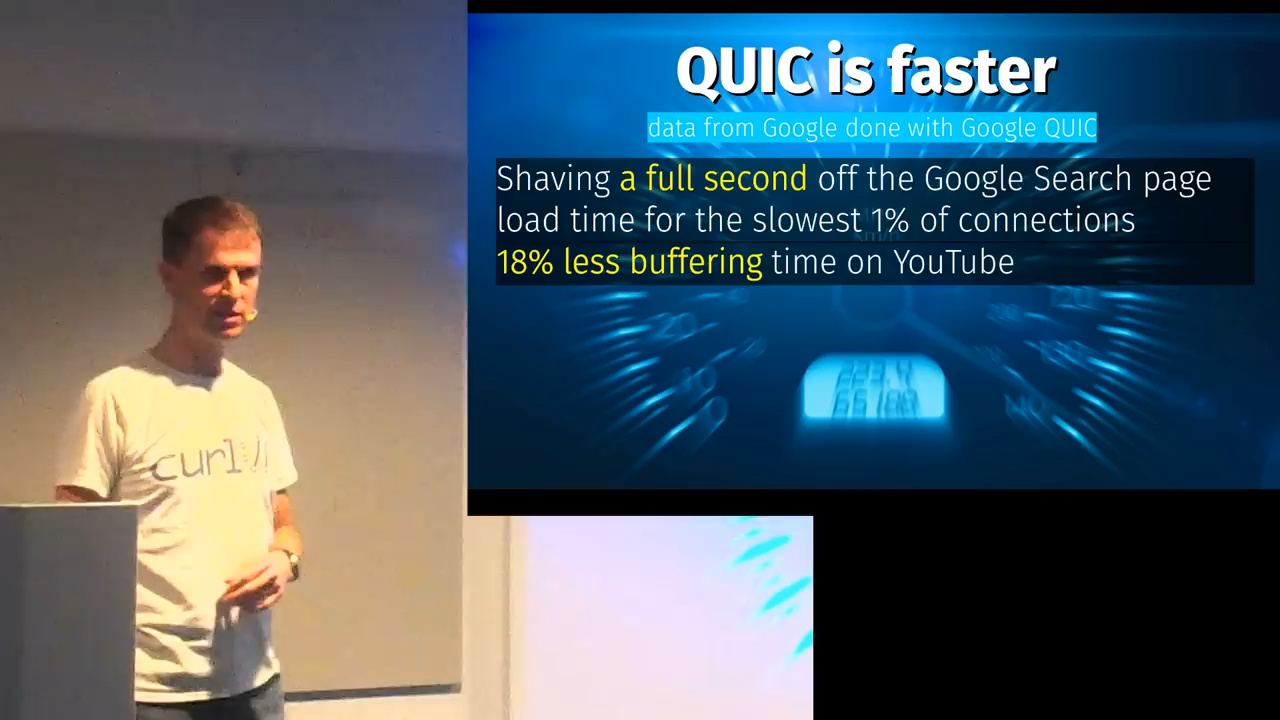 QUIC is faster
data from Google done with Google QUIC
Shaving a full second off the Google Search page
load time for the slowest 1% of connections
18% less buffering time on YouTube
curl://
120